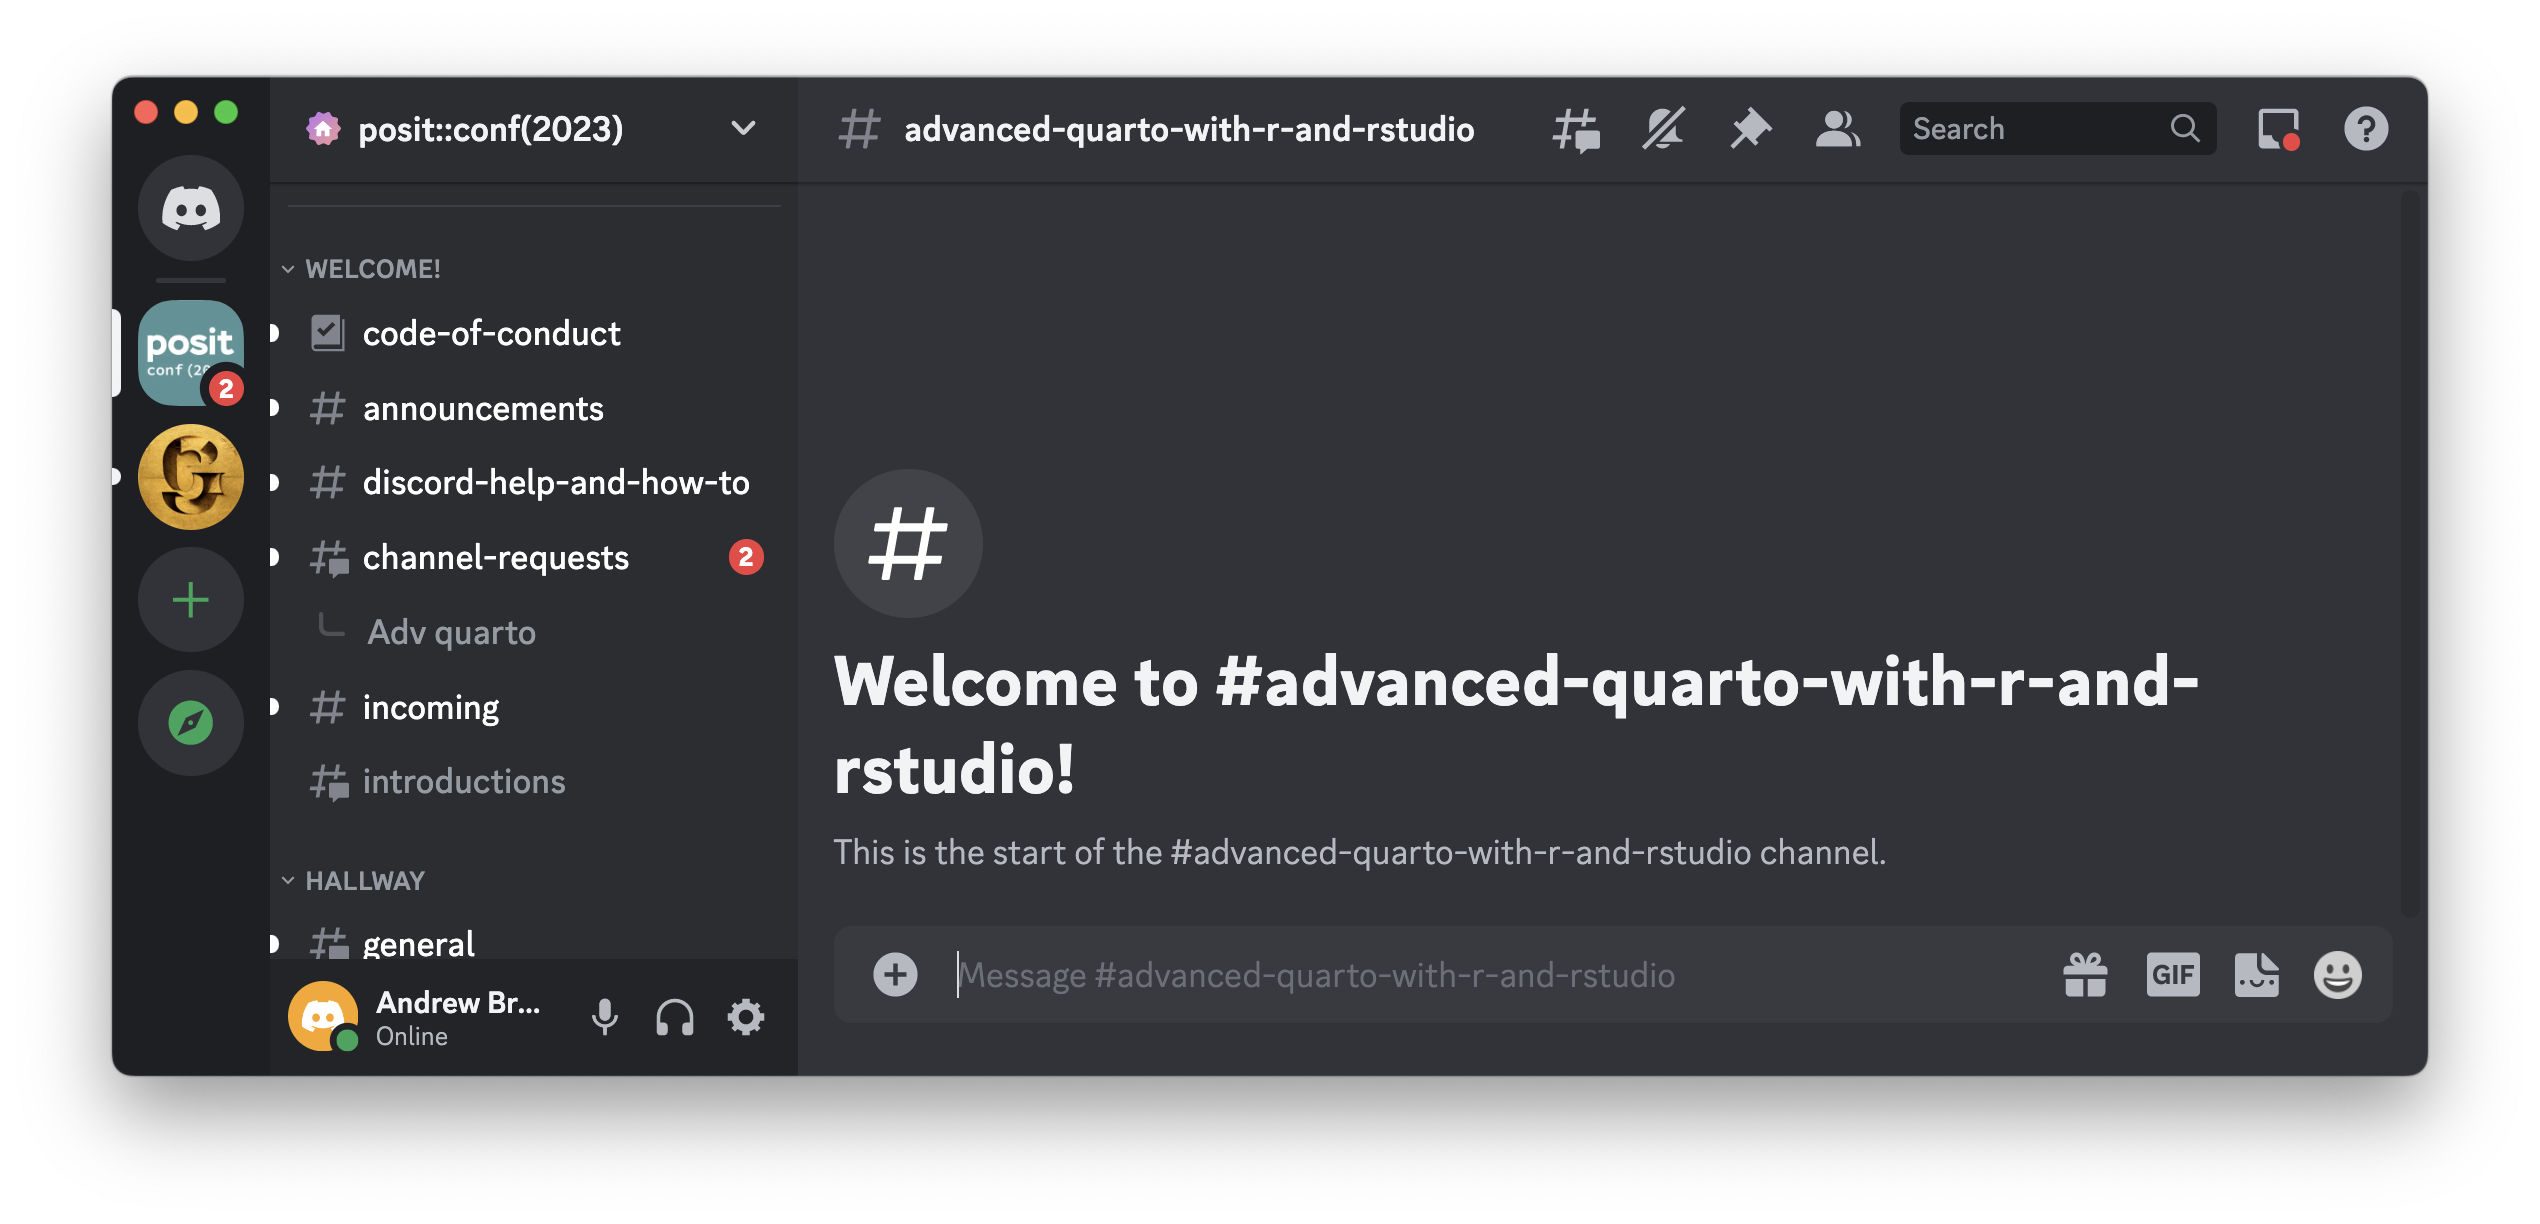 posit::conf(2023)
advanced-quarto-with-r-and-rstudio
Search
posit
conf (20
2
WELCOME!
code-of-conduct
announcements
discord-help-and-how-to
channel-requests
2
Adv quarto
incoming
introductions
HALLWAY
general
Andrew Br...
Online
Welcome to #advanced-quarto-with-r-and-
rstudio!
This is the start of the #advanced-quarto-with-r-and-rstudio channel.
Message #advanced-quarto-with-r-and-rstudio
GIF